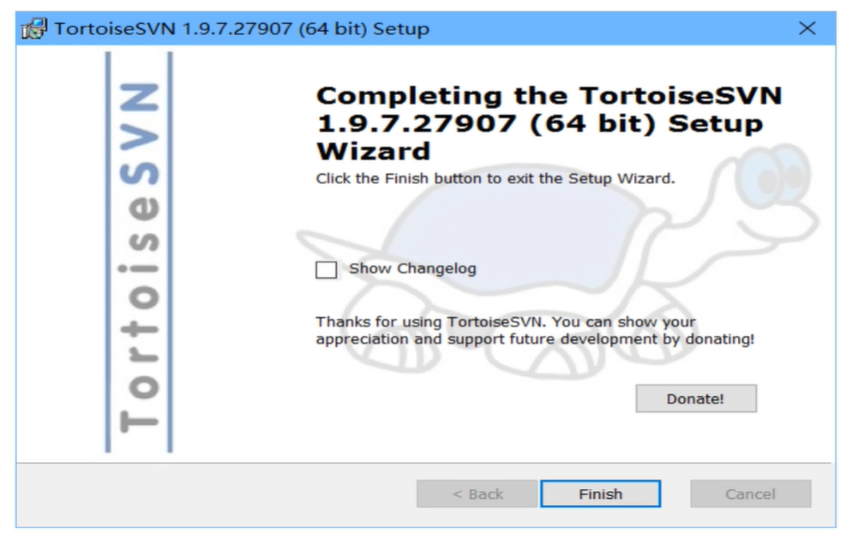 TortoiseSVN 1.9.7.27907 (64 bit) Setup
TortoiseSVN
Completing the TortoiseSVN
1.9.7.27907 (64 bit) Setup
Wizard
Click the Finish button to exit the Setup Wizard.
Show Changelog
Thanks for using TortoiseSVN. You can show your
appreciation and support future development by donating!
Donate!
< Back
Finish
Cancel